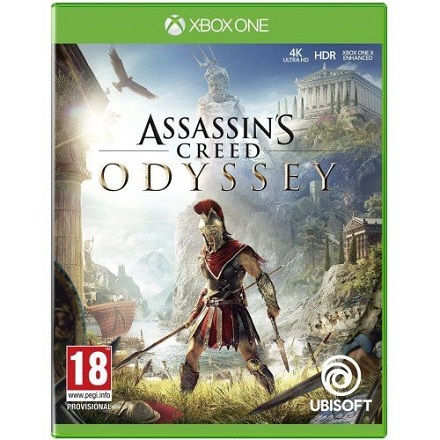 XBOX ONE
4K
ULTRA HD
HDR
XBOX ONE X
ENHANCED
ASSASSIN'S
CREED
ODYSSEY
18
www.pegi.info
PROVISIONAL
UBISOFT